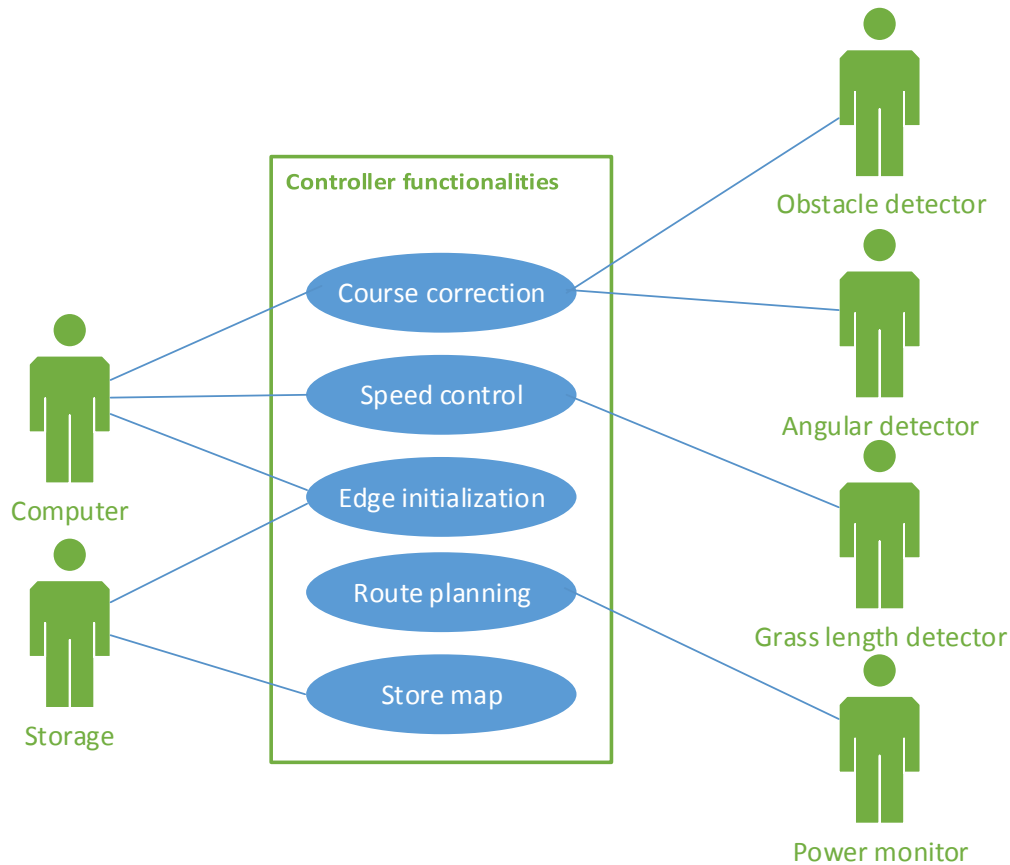 Controller functionalities
Course correction
Speed control
Edge initialization
Route planning
Store map
Computer
Storage
Obstacle detector
Angular detector
Grass length detector
Power monitor